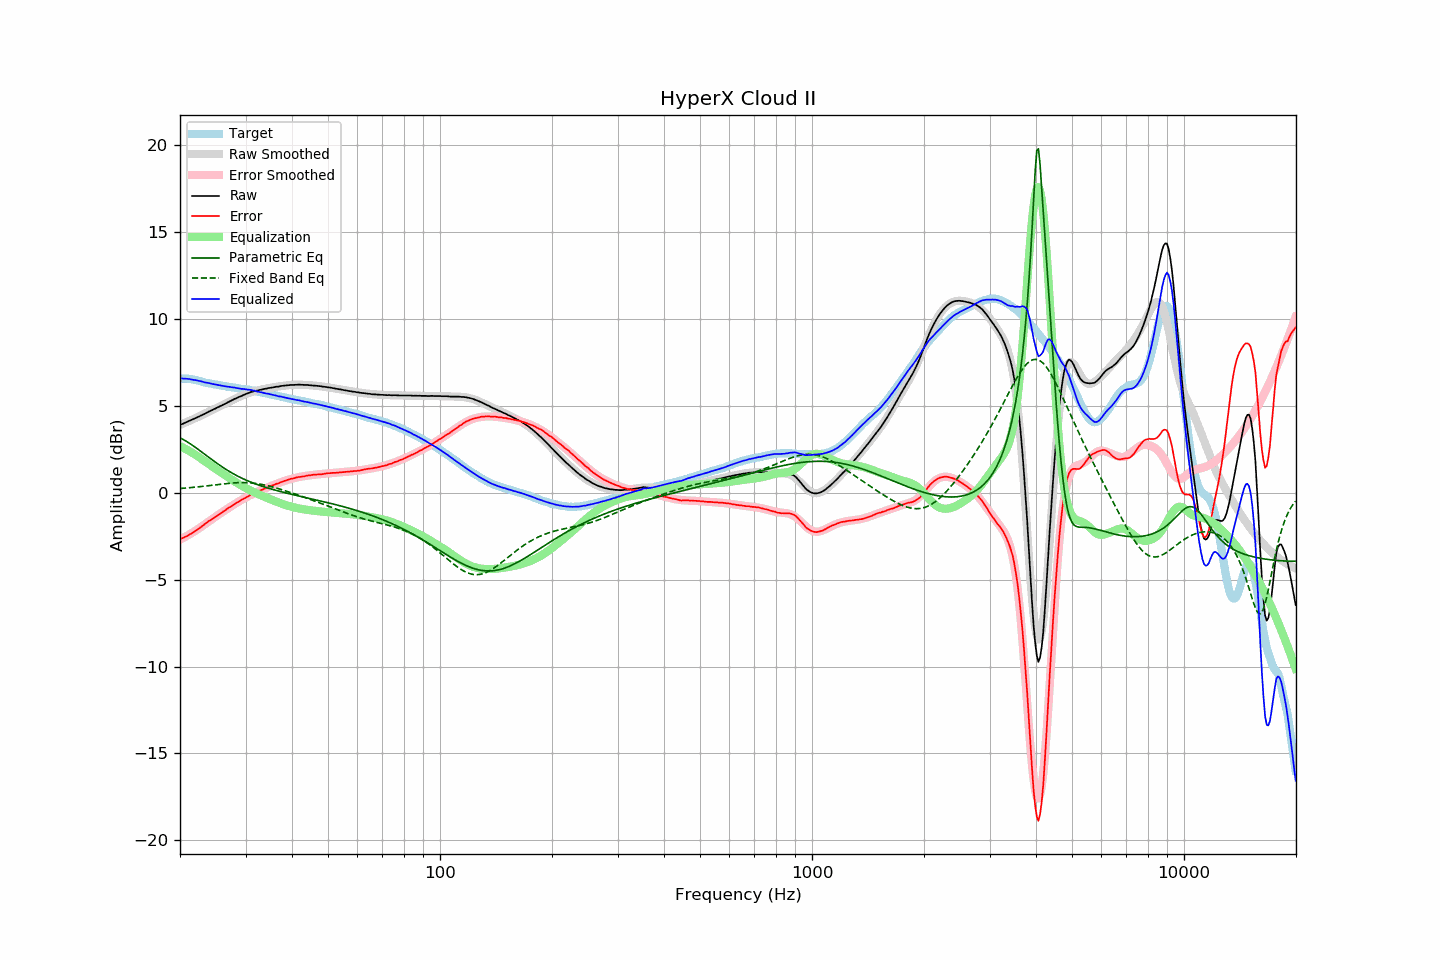 HyperX Cloud II
Target
Raw Smoothed
Error Smoothed
Raw
Error
Equalization
Parametric Eq
Fixed Band Eq
Equalized
20
15
10
5
0
−5
−10
−15
−20
Amplitude (dBr)
100
1000
10000
Frequency (Hz)